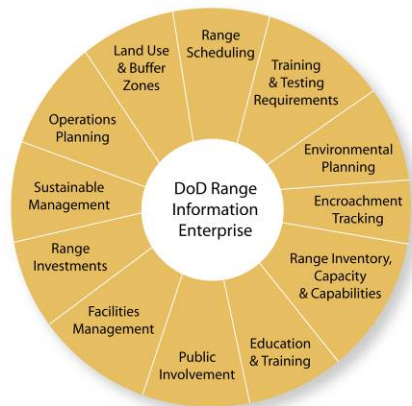 Range
Scheduling
Training
& Testing
Requirements
Environmental
Planning
Encroachment
Tracking
Range Inventory,
Capacity
& Capabilities
Education
& Training
Public
Involvement
Facilities
Management
Range
Investments
Sustainable
Management
Operations
Planning
Land Use
& Buffer
Zones
DoD Range
Information
Enterprise